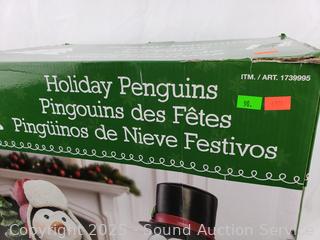 ITM. / ART. 1739995
Holiday Penguins
Pingouins des Fêtes
Pingüinos de Nieve Festivos
Copyright 2025 - Sound Auction Service